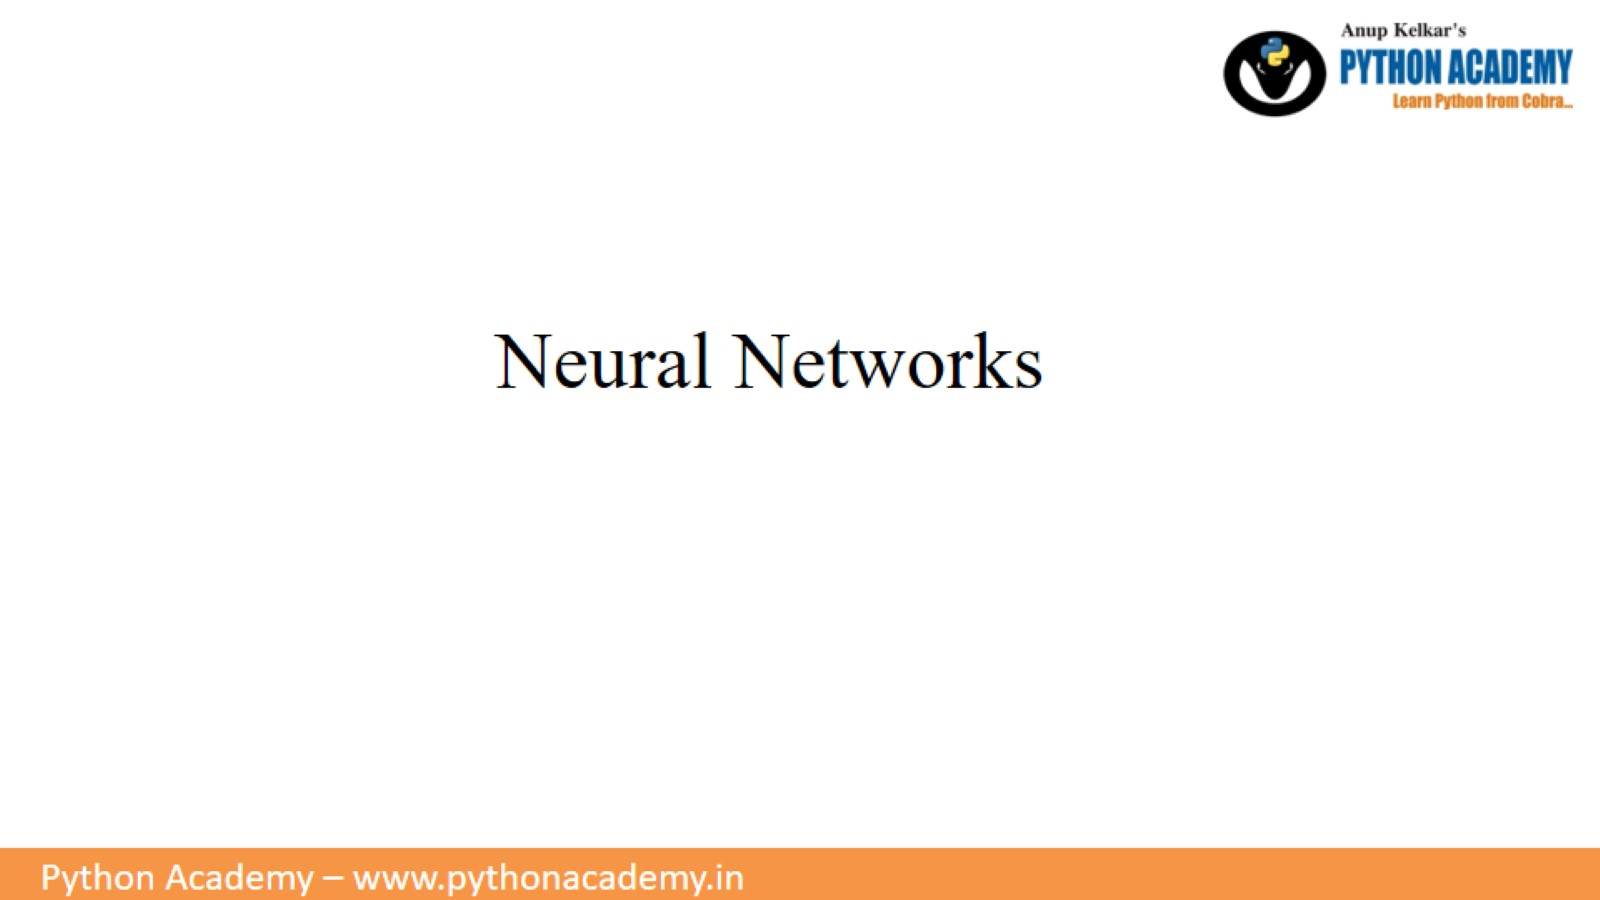 Anup Kelkar's
PYTHON ACADEMY
Learn Python from Cobra...
Neural Networks
Python Academy – www.pythonacademy.in